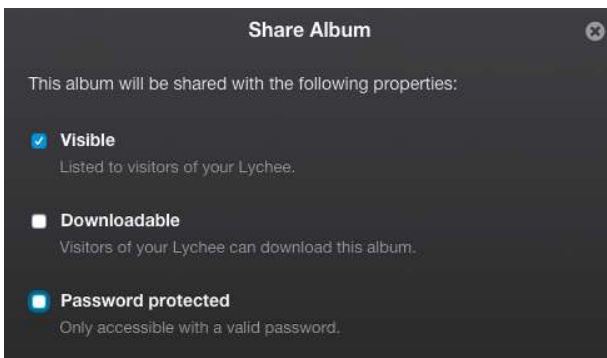 Share Album
This album will be shared with the following properties:
Visible
Listed to visitors of your Lychee.
Downloadable
Visitors of your Lychee can download this album.
Password protected
Only accessible with a valid password.